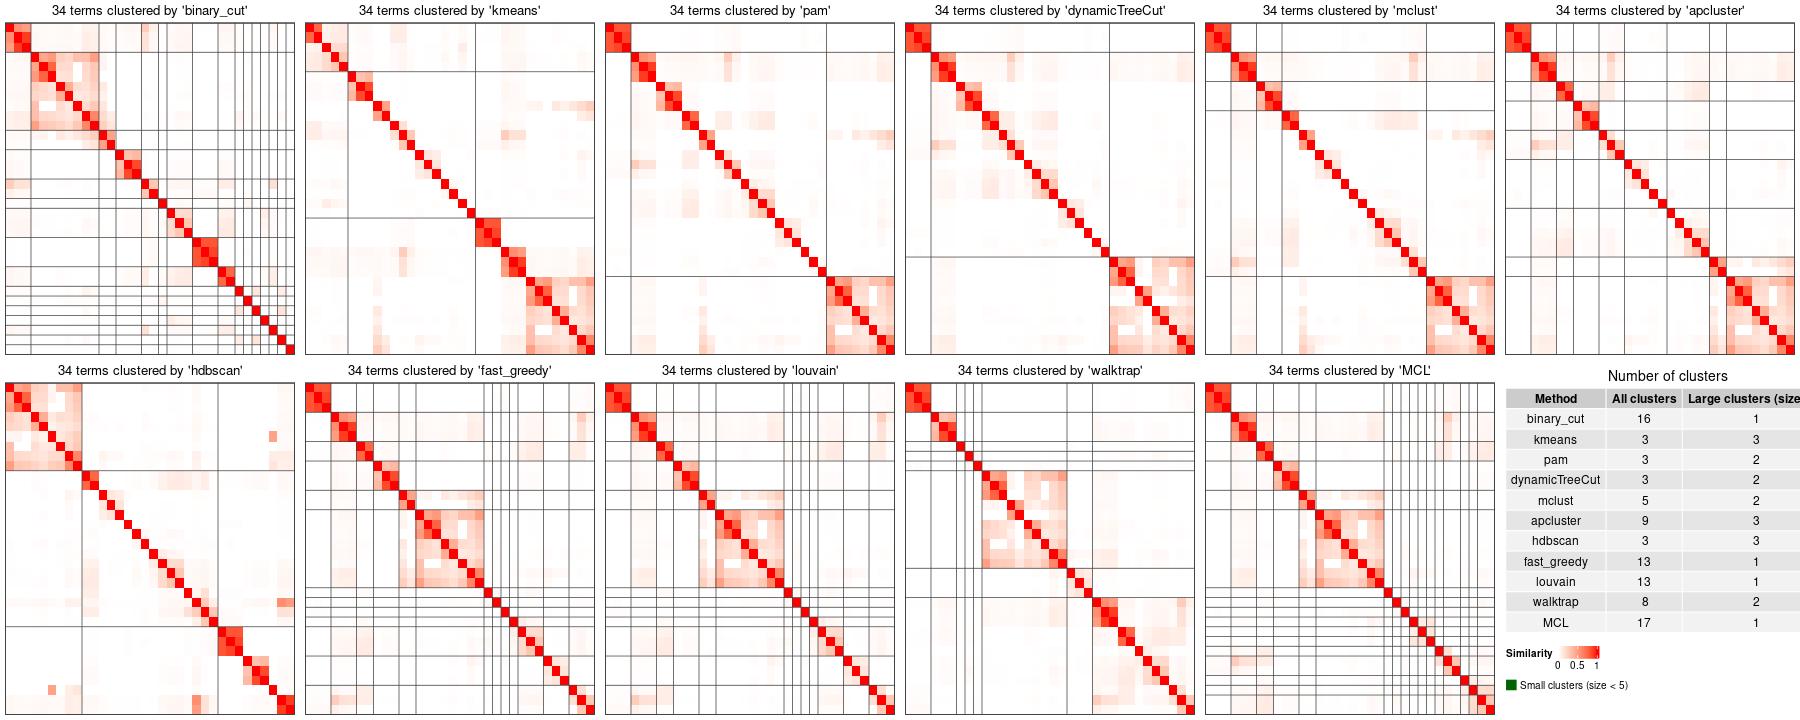 34 terms clustered by 'binary_cut'
34 terms clustered by 'kmeans'
34 terms clustered by 'pam'
34 terms clustered by 'dynamicTreeCut'
34 terms clustered by 'mclust'
34 terms clustered by 'apcluster'
34 terms clustered by 'hdbscan'
34 terms clustered by 'fast_greedy'
34 terms clustered by 'louvain'
34 terms clustered by 'walktrap'
34 terms clustered by 'MCL'
Number of clusters
Method All clusters Large clusters (size
binary_cut 16 1
kmeans 3 3
pam 3 2
dynamicTreeCut 3 2
mclust 5 2
apcluster 9 3
hdbscan 3 3
fast_greedy 13 1
louvain 13 1
walktrap 8 2
MCL 17 1
Similarity
0 0.5 1
Small clusters (size < 5)